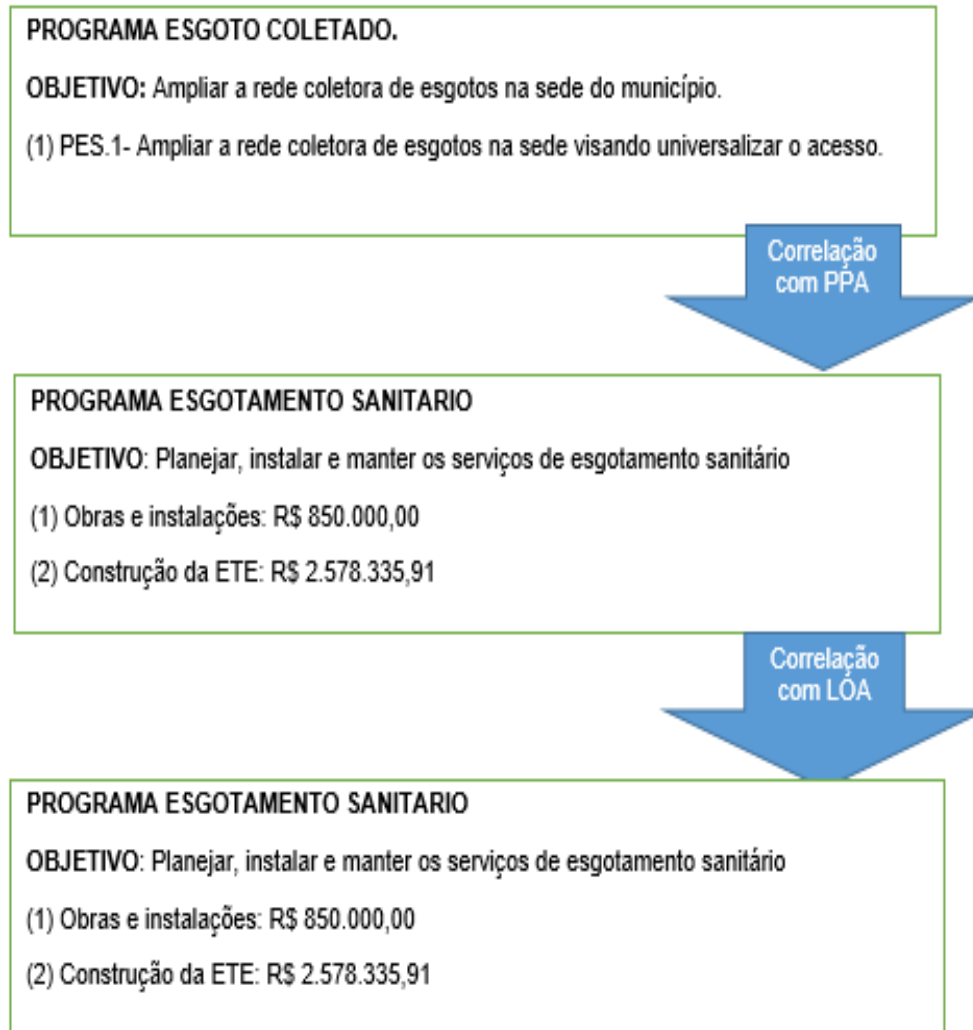 PROGRAMA ESGOTO COLETADO.
OBJETIVO: Ampliar a rede coletora de esgotos na sede do município.
(1) PES.1- Ampliar a rede coletora de esgotos na sede visando universalizar o acesso.
Correlação
com PPA
PROGRAMA ESGOTAMENTO SANITARIO
OBJETIVO: Planejar, instalar e manter os serviços de esgotamento sanitário
(1) Obras e instalações: R$ 850.000,00
(2) Construção da ETE: R$ 2.578.335,91
Correlação
com LOA
PROGRAMA ESGOTAMENTO SANITARIO
OBJETIVO: Planejar, instalar e manter os serviços de esgotamento sanitário
(1) Obras e instalações: R$ 850.000,00
(2) Construção da ETE: R$ 2.578.335,91